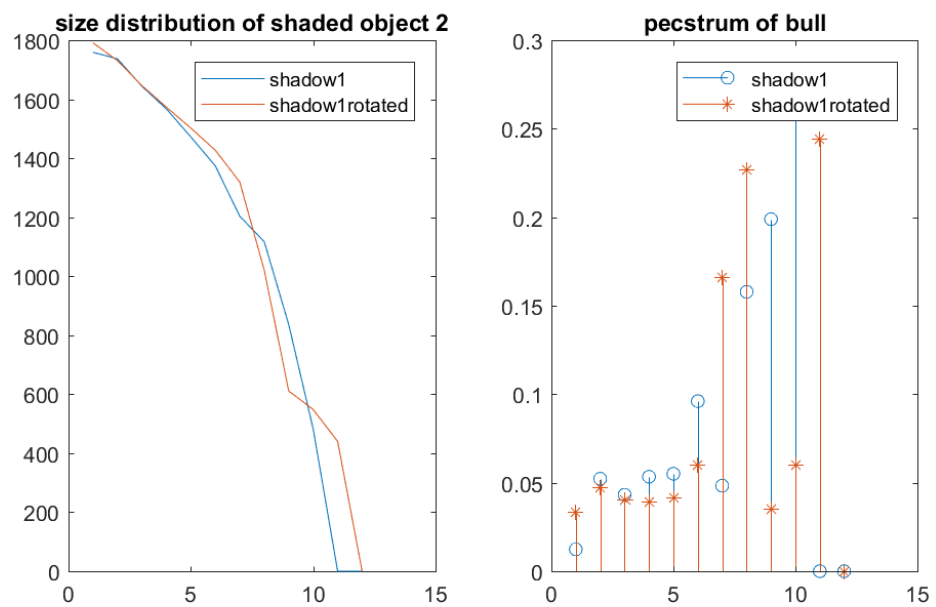 size distribution of shaded object 2
1800
1600
1400
1200
1000
800
600
400
200
0
0 5 10 15
shadow1
shadow1rotated
pecstrum of bull
0.3
0.25
0.2
0.15
0.1
0.05
0
0 5 10 15
shadow1
shadow1rotated